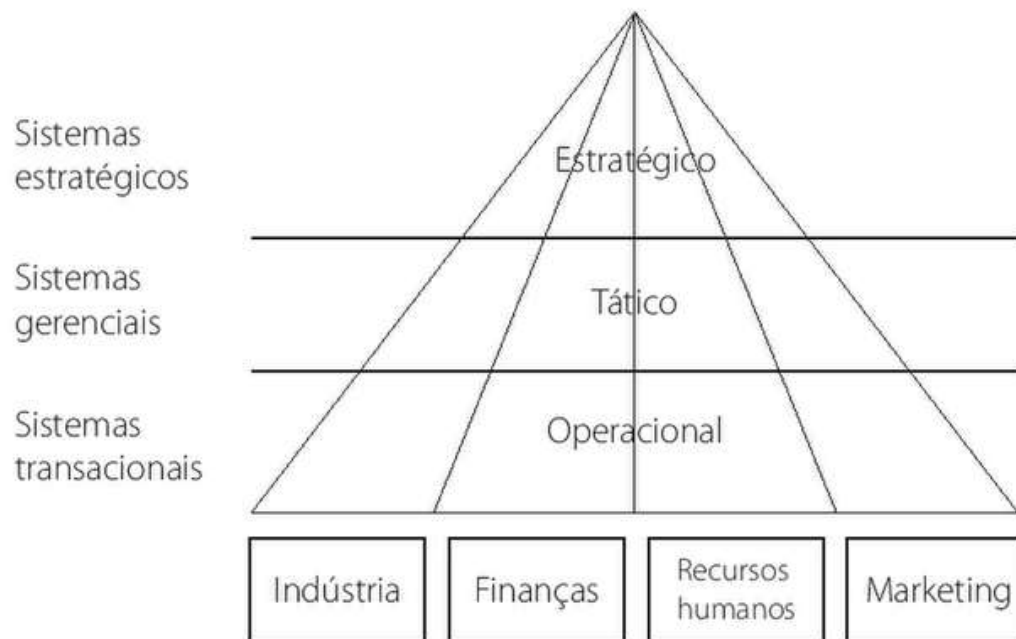 Sistemas
estratégicos
Estratégico
Sistemas
gerenciais
Tático
Sistemas
transacionais
Operacional
Indústria
Finanças
Recursos
humanos
Marketing